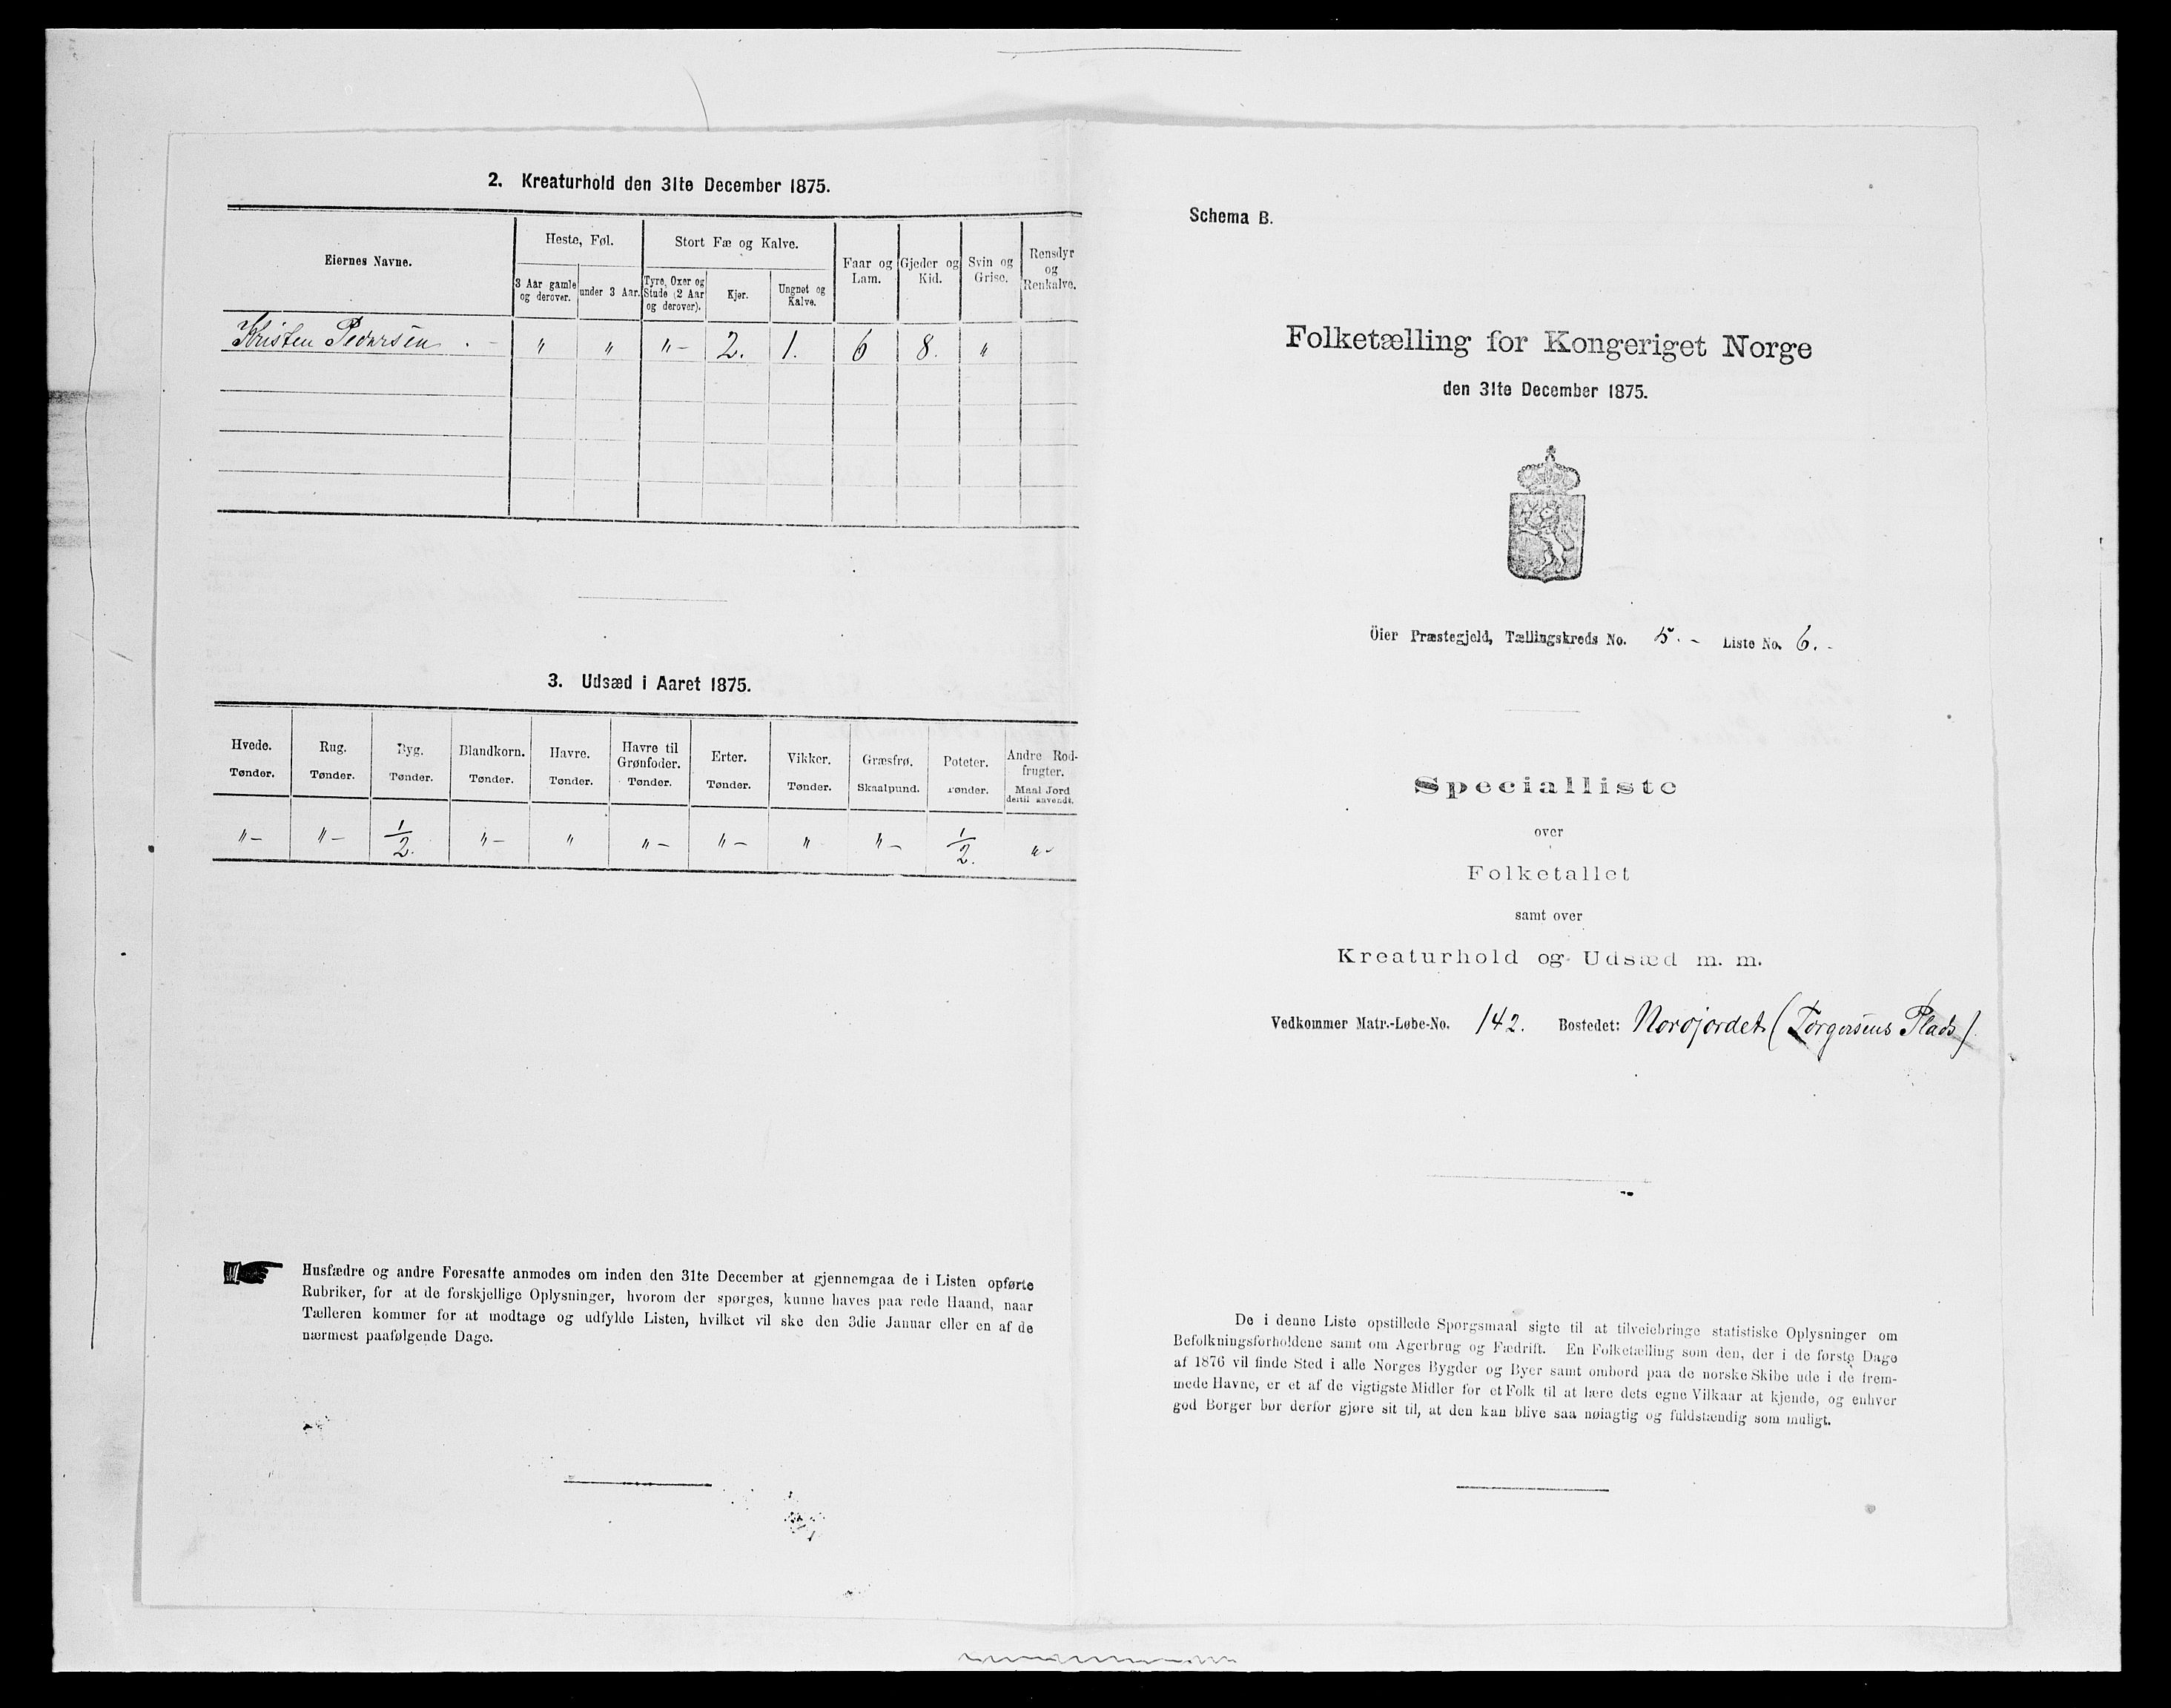 2. Kreaturhold den 31te December 1875.
Eiernes Navne.
Heste, Føl.
Stort Fæ og Kalve.
Faar og Lam.
Gjeder og Kid.
Svin og Grise.
Rensdyr og Renkalve.
3 Aar gamle og derover.
under 3 Aar.
Tyre, Oxer og Stude (2 Aar og derover).
Kjør.
Ungnøt og Kalve.
Kristen Pedersen . - " " " - 2. 1. 6 8. "
3. Udsæd i Aaret 1875.
Hvede. Rug. Byg. Blandkorn. Havre. Havre til Grønfoder. Erter. Vikker. Græsfrø. Poteter. Andre Rodfrugter.
Tønder. Tønder. Tønder. Tønder. Tønder. Tønder. Tønder. Tønder. Skaalpund. Tønder. Maal Jord dertil anvendt.
" - " - 1/2. " - " " - " - " " - 1/2. " -
Husfædre og andre Foresatte anmodes om inden den 31te December at gjennemgaa de i Listen opførte
Rubriker, for at de forskjellige Oplysninger, hvorom der spørges, kunne haves paa rede Haand, naar
Tælleren kommer for at modtage og udfylde Listen, hvilket vil ske den 3die Januar eller en af de
nærmest paafølgende Dage.
Schema B.
Folketælling for Kongeriget Norge
den 31te December 1875.
Öier Præstegjeld, Tællingskreds No. 5. - Liste No. 6. -
Specialliste
over
Folketallet
samt over
Kreaturhold og Udsæd m. m.
Vedkommer Matr.-Løbe-No. 142. Bostedet: Nordjordet (Torgersens Plads).
De i denne Liste opstillede Spørgsmaal sigte til at tilveiebringe statistiske Oplysninger om
Befolkningsforholdene samt om Agerbrug og Fædrift. En Folketælling som den, der i de første Dage
af 1876 vil finde Sted i alle Norges Bygder og Byer samt ombord paa de norske Skibe ude i de frem-
mede Havne, er et af de vigtigste Midler for et Folk til at lære dets egne Vilkaar at kjende, og enhver
god Borger bør derfor gjøre sit til, at den kan blive saa nøiagtig og fuldstændig som muligt.